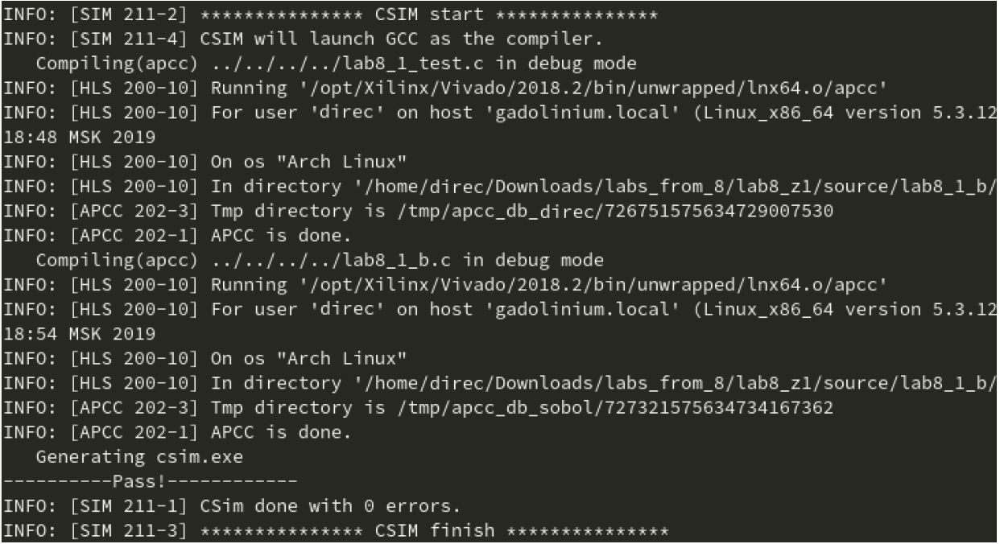 INFO: [SIM 211-2] *************** CSIM start ***************
INFO: [SIM 211-4] CSIM will launch GCC as the compiler.
   Compiling(apcc) ../../../../lab8_1_test.c in debug mode
INFO: [HLS 200-10] Running '/opt/Xilinx/Vivado/2018.2/bin/unwrapped/lnx64.o/apcc'
INFO: [HLS 200-10] For user 'direc' on host 'gadolinium.local' (Linux_x86_64 version 5.3.12
18:48 MSK 2019
INFO: [HLS 200-10] On os "Arch Linux"
INFO: [HLS 200-10] In directory '/home/direc/Downloads/labs_from_8/lab8_z1/source/lab8_1_b/
INFO: [APCC 202-3] Tmp directory is /tmp/apcc_db_direc/726751575634729007530
INFO: [APCC 202-1] APCC is done.
   Compiling(apcc) ../../../../lab8_1_b.c in debug mode
INFO: [HLS 200-10] Running '/opt/Xilinx/Vivado/2018.2/bin/unwrapped/lnx64.o/apcc'
INFO: [HLS 200-10] For user 'direc' on host 'gadolinium.local' (Linux_x86_64 version 5.3.12
18:54 MSK 2019
INFO: [HLS 200-10] On os "Arch Linux"
INFO: [HLS 200-10] In directory '/home/direc/Downloads/labs_from_8/lab8_z1/source/lab8_1_b/
INFO: [APCC 202-3] Tmp directory is /tmp/apcc_db_sobol/727321575634734167362
INFO: [APCC 202-1] APCC is done.
   Generating csim.exe
----------Pass!------------
INFO: [SIM 211-1] CSim done with 0 errors.
INFO: [SIM 211-3] *************** CSIM finish ***************